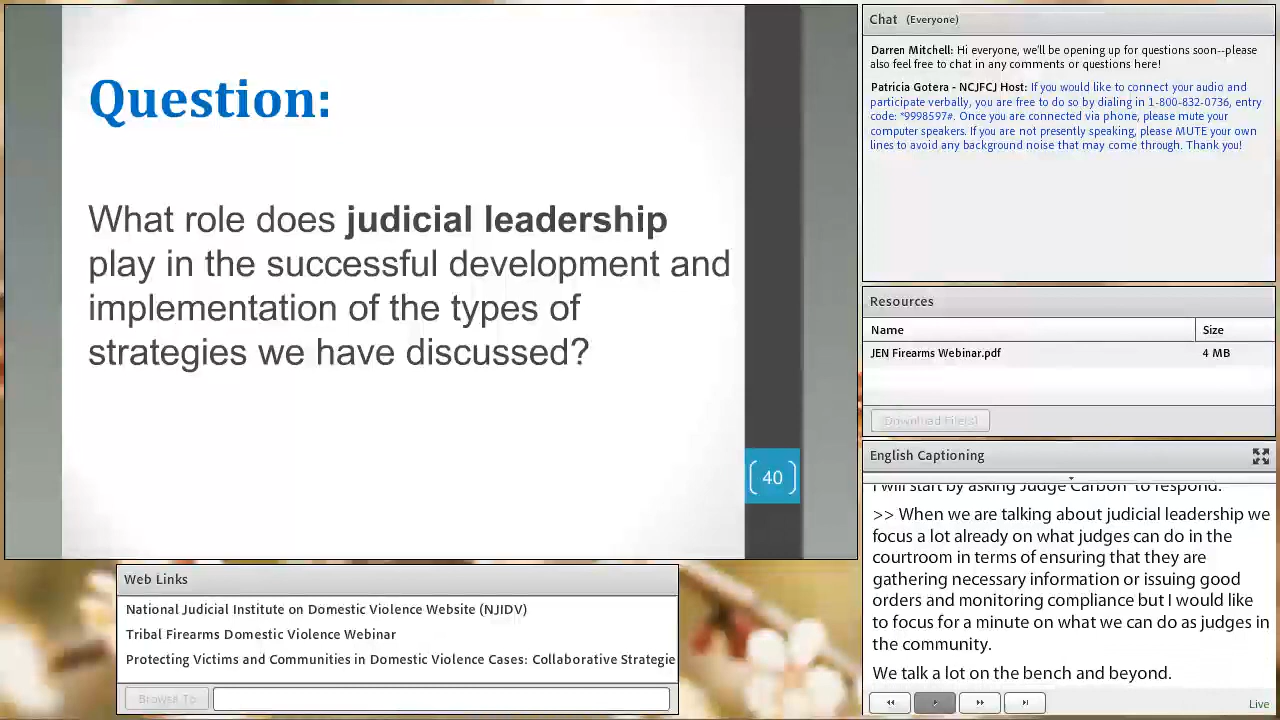 Question:
What role does judicial leadership
play in the successful development and
implementation of the types of
strategies we have discussed?
40
Chat (Everyone)
Darren Mitchell: Hi everyone, we'll be opening up for questions soon--please
also feel free to chat in any comments or questions here!
Patricia Gotera - NCJFCJ Host: If you would like to connect your audio and
participate verbally, you are free to do so by dialing in 1-800-832-0736, entry
code: *9998597#. Once you are connected via phone, please mute your
computer speakers. If you are not presently speaking, please MUTE your own
lines to avoid any background noise that may come through. Thank you!
Resources
Name Size
JEN Firearms Webinar.pdf 4 MB
Download File(s)
English Captioning
I will start by asking Judge Carbon to respond.
>> When we are talking about judicial leadership we
focus a lot already on what judges can do in the
courtroom in terms of ensuring that they are
gathering necessary information or issuing good
orders and monitoring compliance but I would like
to focus for a minute on what we can do as judges in
the community.
We talk a lot on the bench and beyond.
Live
Web Links
National Judicial Institute on Domestic Violence Website (NJIDV)
Tribal Firearms Domestic Violence Webinar
Protecting Victims and Communities in Domestic Violence Cases: Collaborative Strategie
Browse To